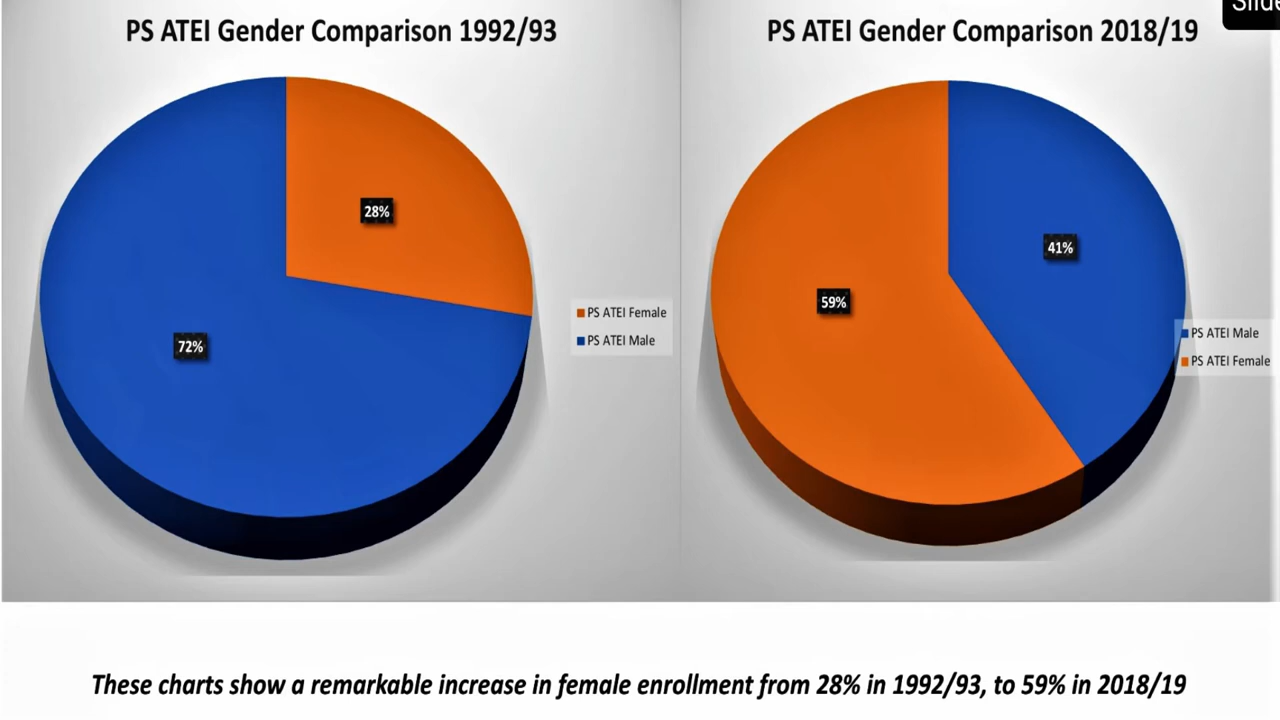 PS ATEI Gender Comparison 1992/93
28%
72%
PS ATEI Female
PS ATEI Male
PS ATEI Gender Comparison 2018/19
41%
59%
PS ATEI Male
PS ATEI Female
These charts show a remarkable increase in female enrollment from 28% in 1992/93, to 59% in 2018/19